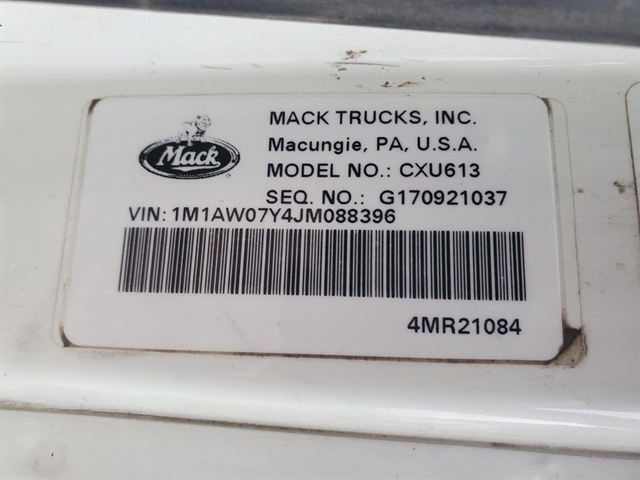 Mack
MACK TRUCKS, INC.
Macungie, PA, U.S.A.
MODEL NO.: CXU613
SEQ. NO.: G170921037
VIN: 1M1AW07Y4JM088396
4MR21084